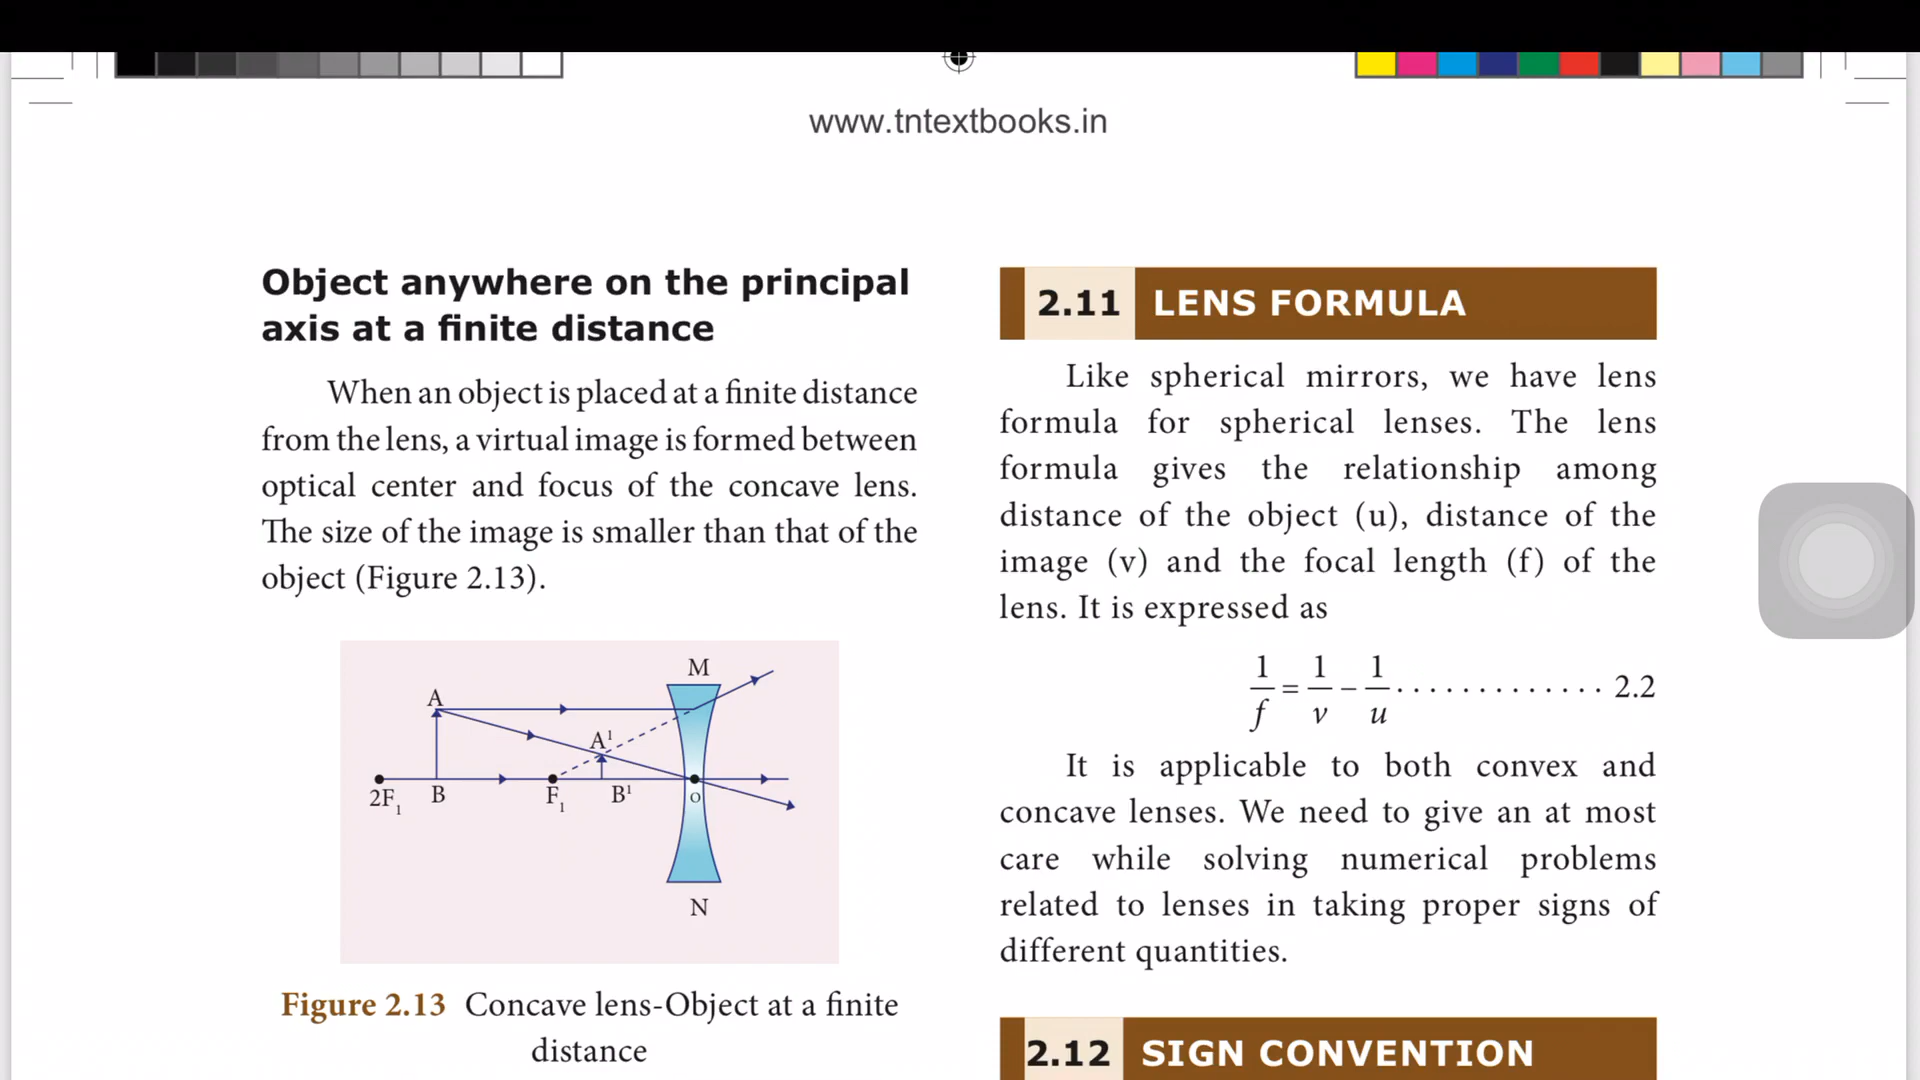 www.tntextbooks.in
Object anywhere on the principal
axis at a finite distance
When an object is placed at a finite distance
from the lens, a virtual image is formed between
optical center and focus of the concave lens.
The size of the image is smaller than that of the
object (Figure 2.13).
M
A
A¹
2F₁ B F₁ B¹ o
N
Figure 2.13 Concave lens-Object at a finite
distance
2.11 LENS FORMULA
Like spherical mirrors, we have lens
formula for spherical lenses. The lens
formula gives the relationship among
distance of the object (u), distance of the
image (v) and the focal length (f) of the
lens. It is expressed as
1/f = 1/v – 1/u ............. 2.2
It is applicable to both convex and
concave lenses. We need to give an at most
care while solving numerical problems
related to lenses in taking proper signs of
different quantities.
2.12 SIGN CONVENTION